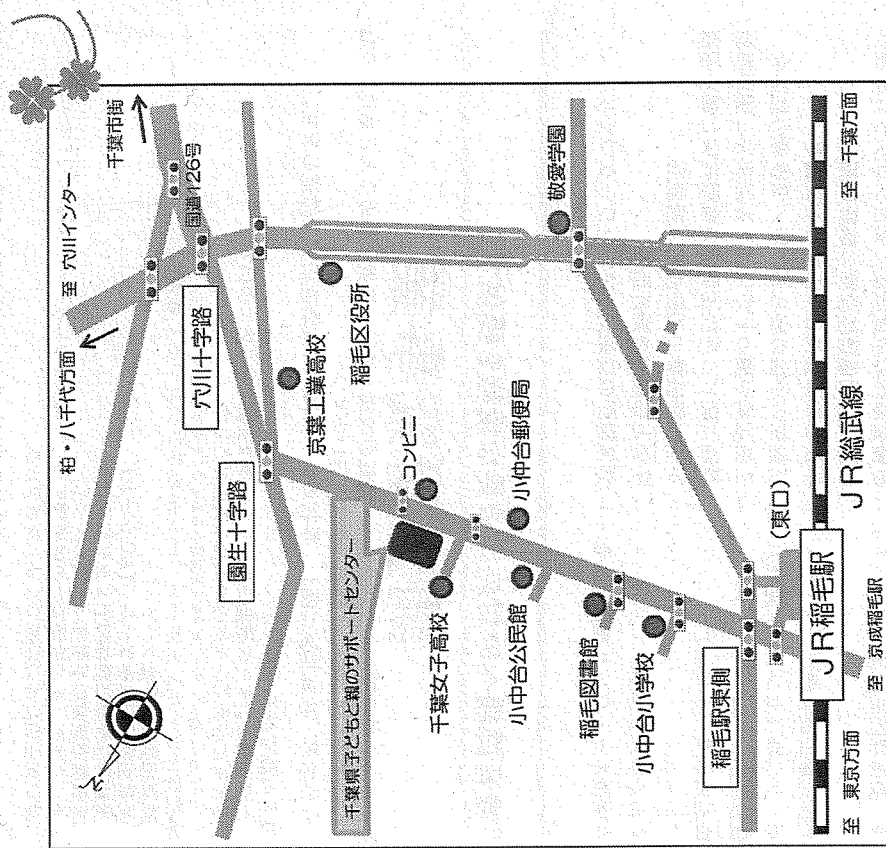 柏・八千代方面
至 穴川インター
千葉市街
国道126号
穴川十字路
園生十字路
京葉工業高校
稲毛区役所
敬愛学園
コンビニ
千葉県子どもと親のサポートセンター
千葉女子高校
小仲台郵便局
小中台公民館
稲毛図書館
小中台小学校
稲毛駅東側
(東口)
JR稲毛駅
JR総武線
至 東京方面
至 京成稲毛駅
至 千葉方面
N